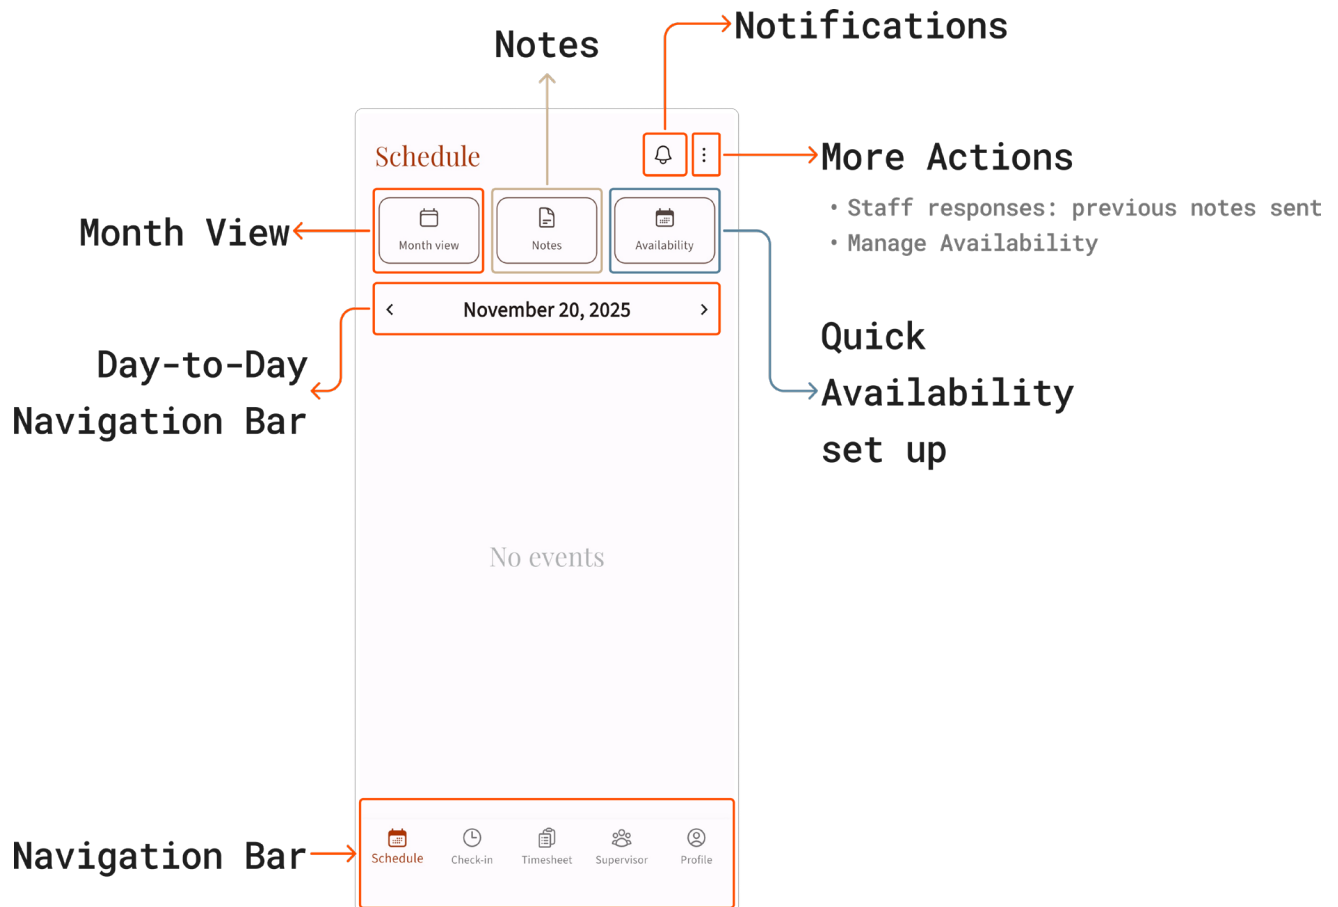 Notifications
Notes
Schedule
More Actions
• Staff responses: previous notes sent
• Manage Availability
Month View
Month view
Notes
Availability
November 20, 2025
Day-to-Day
Navigation Bar
Quick
Availability
set up
No events
Navigation Bar
Schedule
Check-in
Timesheet
Supervisor
Profile